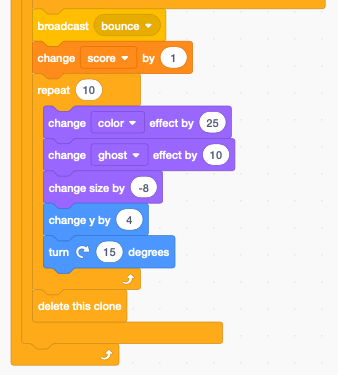 broadcast bounce
change score by 1
repeat 10
change color effect by 25
change ghost effect by 10
change size by -8
change y by 4
turn 15 degrees
delete this clone